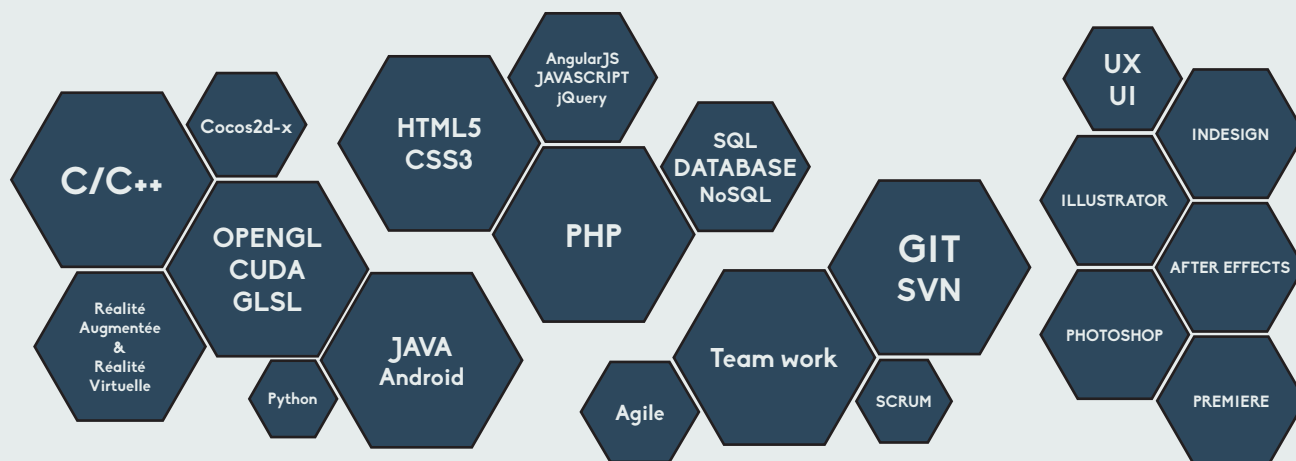 C/C++
Cocos2d-x
OPENGL
CUDA
GLSL
Réalité
Augmentée
&
Réalité
Virtuelle
Python
JAVA
Android
HTML5
CSS3
AngularJS
JAVASCRIPT
jQuery
PHP
SQL
DATABASE
NoSQL
GIT
SVN
Team work
Agile
SCRUM
UX
UI
INDESIGN
ILLUSTRATOR
AFTER EFFECTS
PHOTOSHOP
PREMIERE